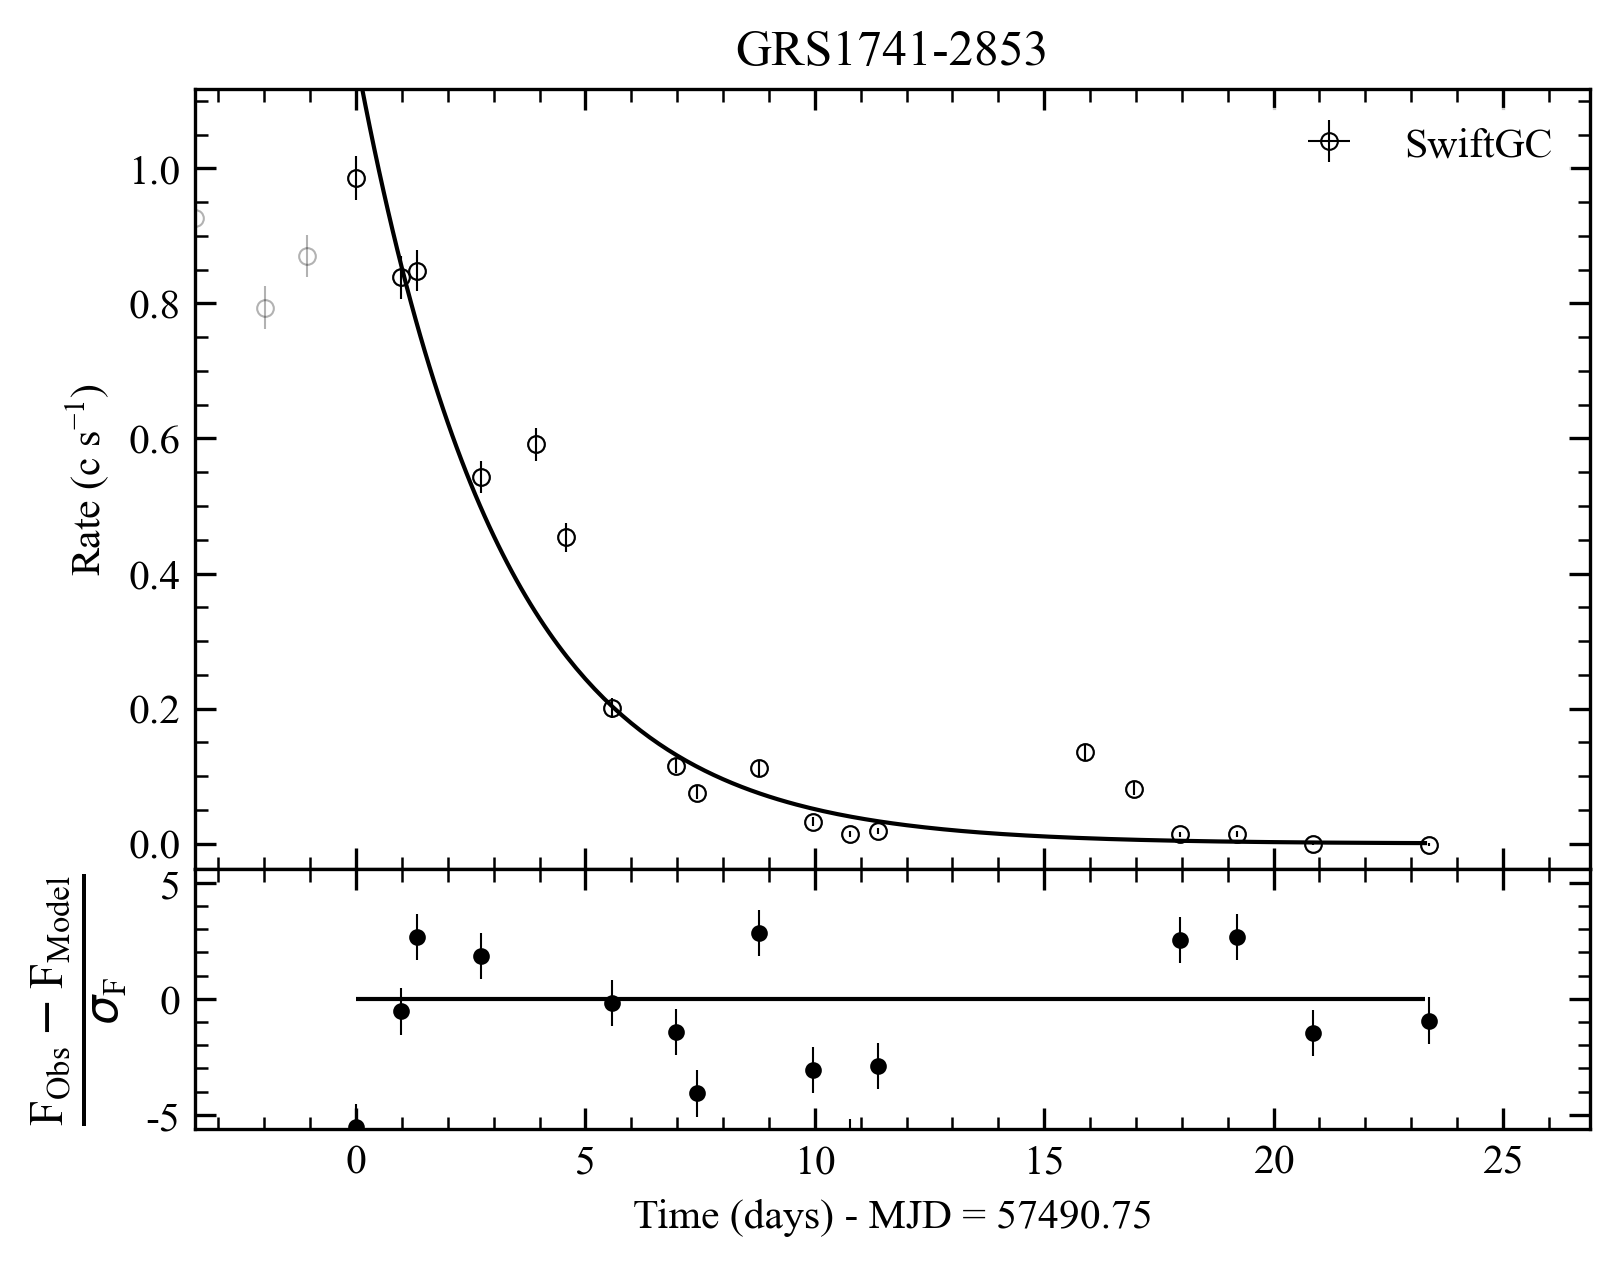 GRS1741-2853
SwiftGC
Rate (c s⁻¹)
1.0
0.8
0.6
0.4
0.2
0.0
F_Obs − F_Model
σ_F
5
0
-5
0 5 10 15 20 25
Time (days) - MJD = 57490.75